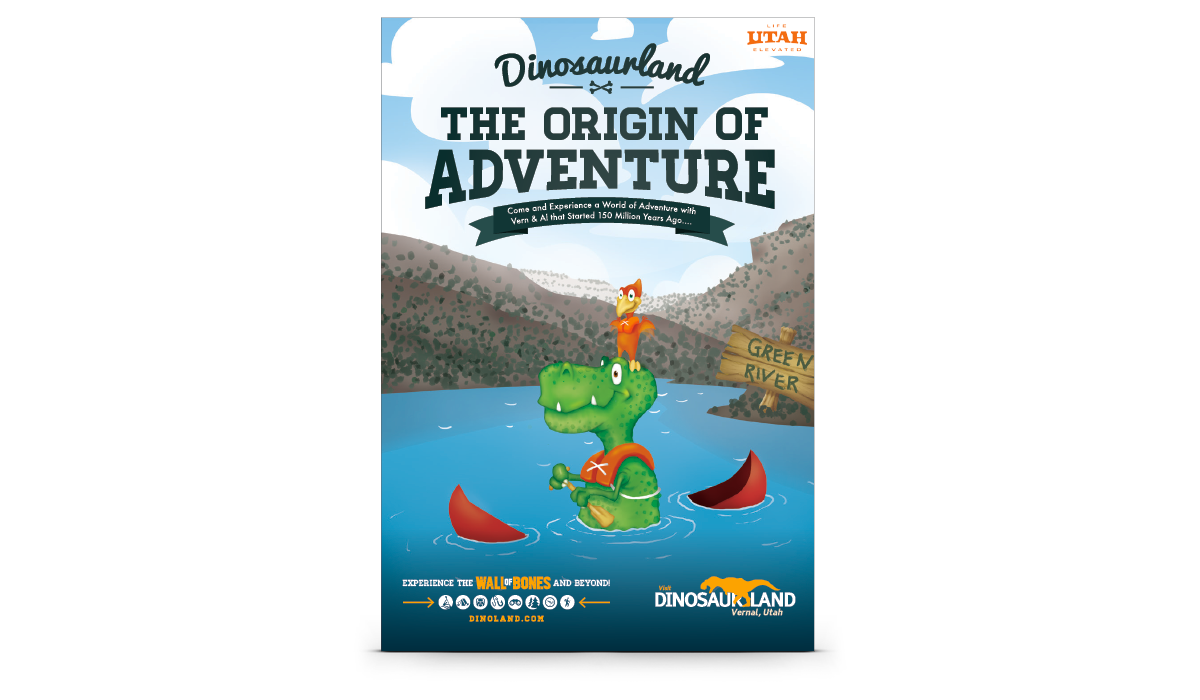 LIFE
UTAH
ELEVATED
Dinosaurland
THE ORIGIN OF
ADVENTURE
Come and Experience a World of Adventure with
Vern & Al that Started 150 Million Years Ago....
GREEN
RIVER
EXPERIENCE THE WALL OF BONES AND BEYOND!
DINOLAND.COM
Visit
DINOSAURLAND
Vernal, Utah